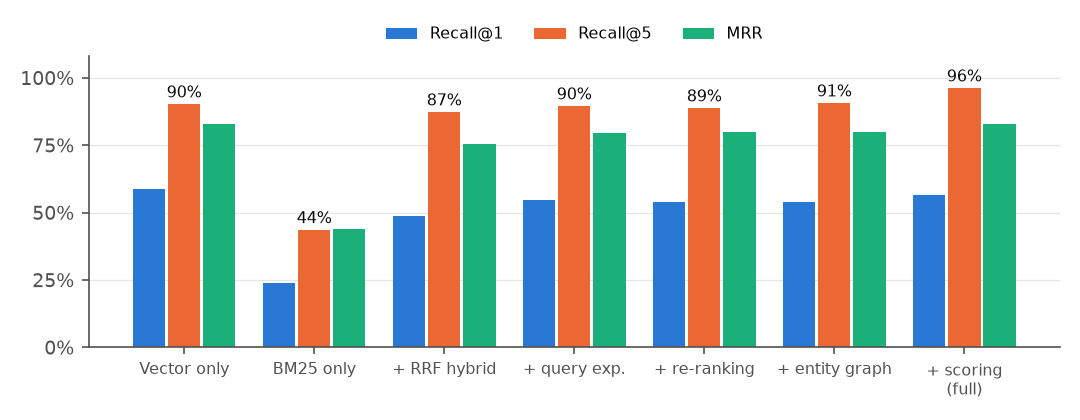 Recall@1 Recall@5 MRR
100%
75%
50%
25%
0%
90%
44%
87%
90%
89%
91%
96%
Vector only
BM25 only
+ RRF hybrid
+ query exp.
+ re-ranking
+ entity graph
+ scoring
(full)